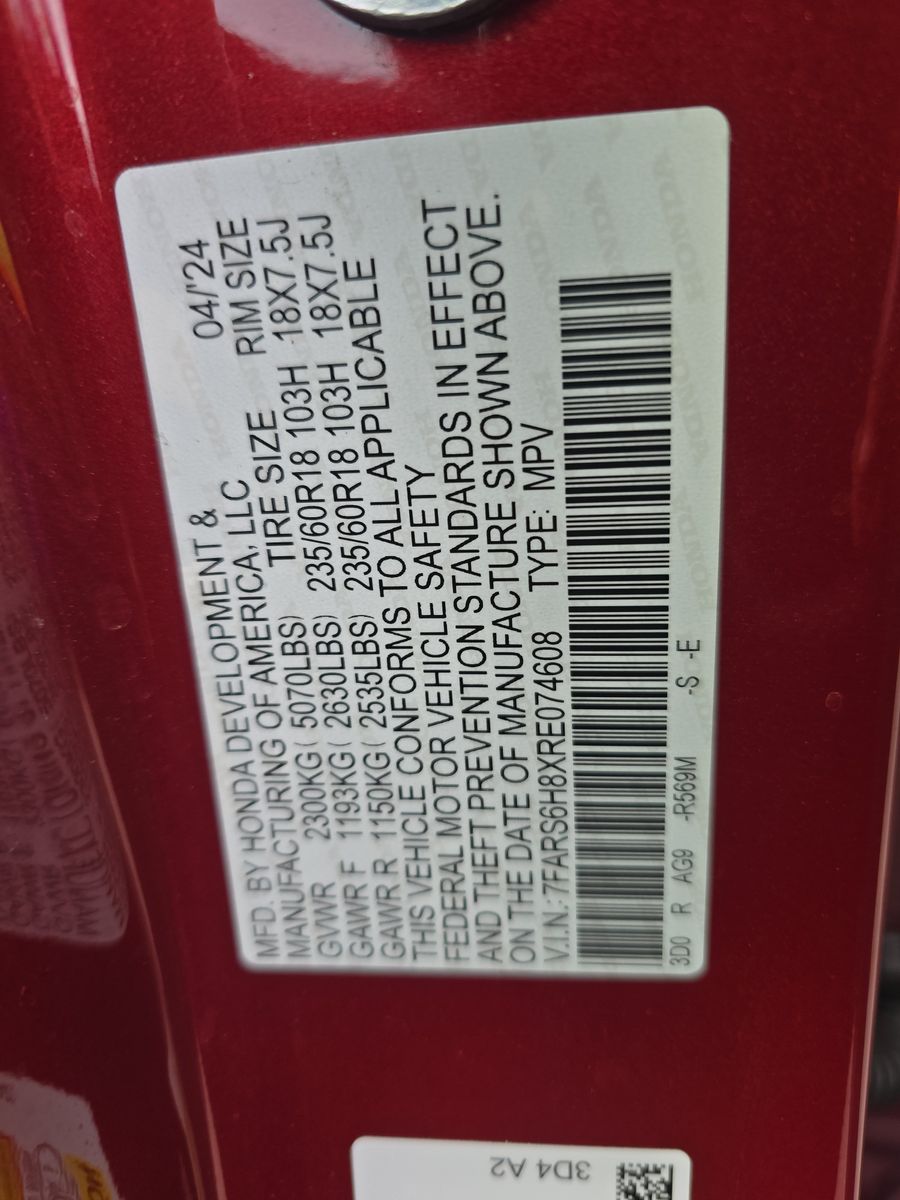 MFD. BY HONDA DEVELOPMENT & 04/'24
MANUFACTURING OF AMERICA, LLC
TIRE SIZE RIM SIZE
GVWR 2300KG ( 5070LBS)
GAWR F 1193KG ( 2630LBS) 235/60R18 103H 18X7.5J
GAWR R 1150KG ( 2535LBS) 235/60R18 103H 18X7.5J
THIS VEHICLE CONFORMS TO ALL APPLICABLE
FEDERAL MOTOR VEHICLE SAFETY
AND THEFT PREVENTION STANDARDS IN EFFECT
ON THE DATE OF MANUFACTURE SHOWN ABOVE.
V.I.N.: 7FARS6H8XRE074608 TYPE: MPV
3D0 R AG9 -R569M -S -E
3D4 A2